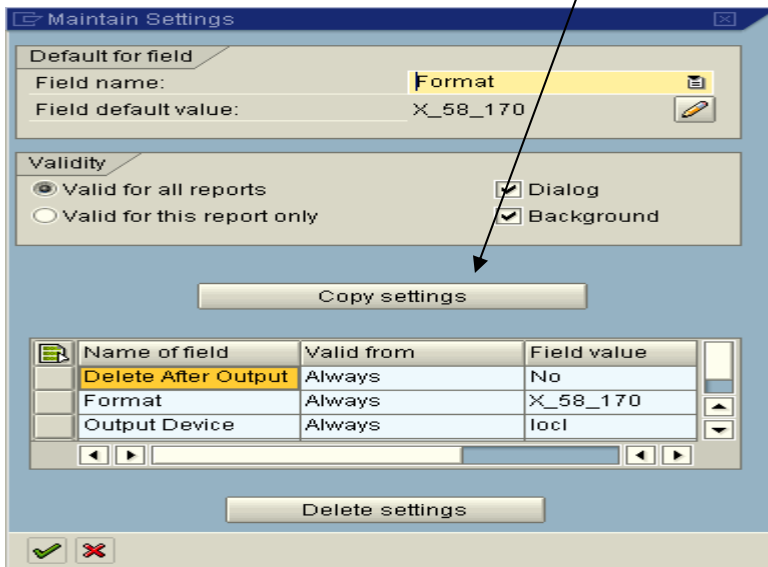 Maintain Settings
Default for field
Field name: Format
Field default value: X_58_170
Validity
Valid for all reports Dialog
Valid for this report only Background
Copy settings
Name of field Valid from Field value
Delete After Output Always No
Format Always X_58_170
Output Device Always locl
Delete settings